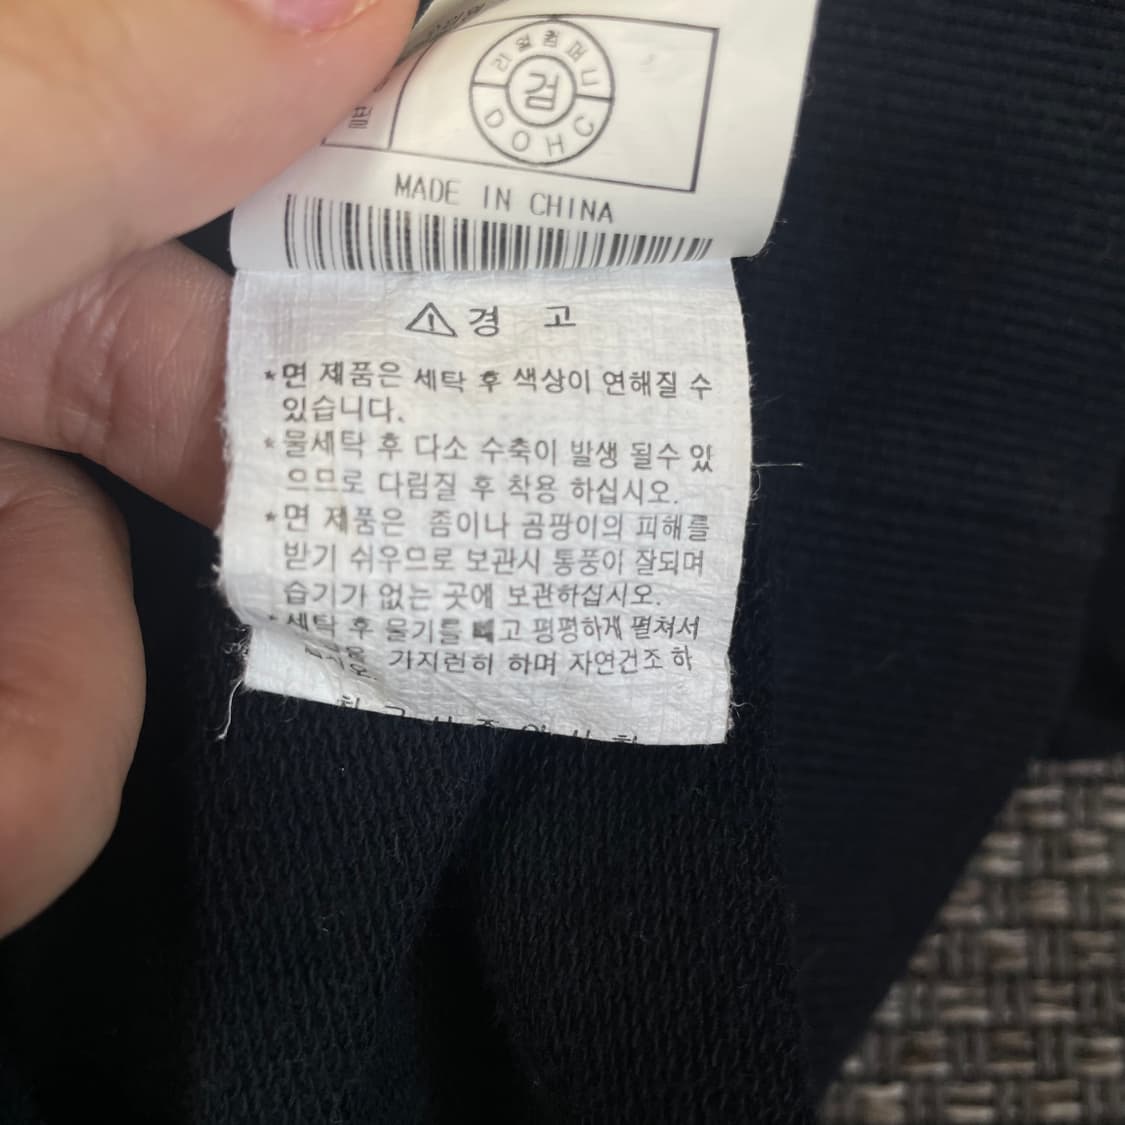 리얼컴퍼니
검
DOHC
MADE IN CHINA
경 고
*면 제품은 세탁 후 색상이 연해질 수
있습니다.
*물세탁 후 다소 수축이 발생 될수 있
으므로 다림질 후 착용 하십시오.
*면 제품은 좀이나 곰팡이의 피해를
받기 쉬우므로 보관시 통풍이 잘되며
습기가 없는 곳에 보관하십시오.
*세탁 후 물기를 빼고 평평하게 펼쳐서
가지런히 하며 자연건조 하